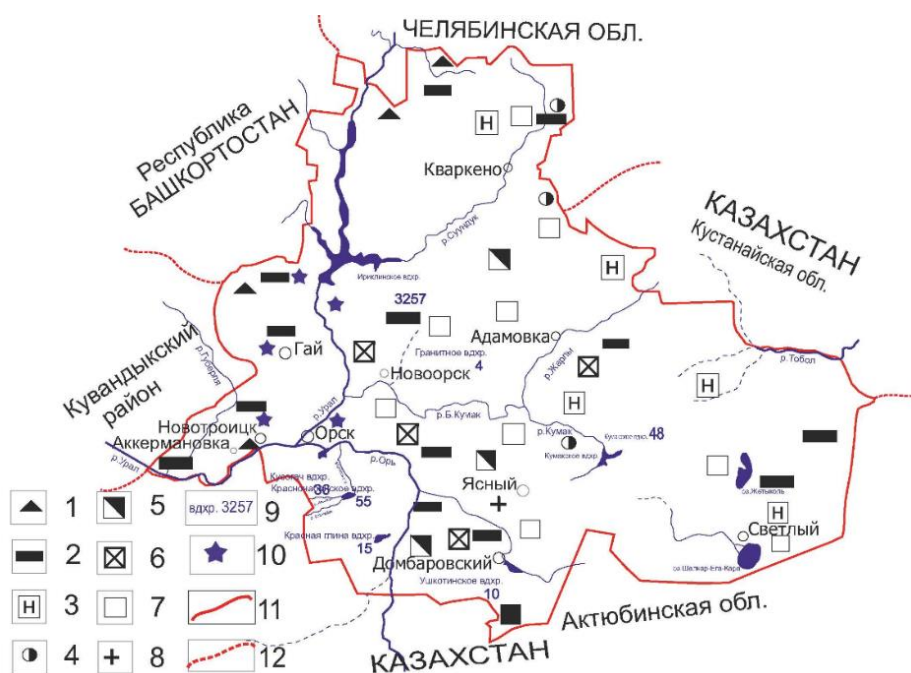 ЧЕЛЯБИНСКАЯ ОБЛ.
Республика
БАШКОРТОСТАН
Н
Кваркено
р.Суундук
КАЗАХСТАН
Кустанайская обл.
Ириклинское вдхр.
Н
3257
Адамовка
Гранитное вдхр.
4
Гай
Новоорск
р.Жарлы
р.Тобол
Кувандыкский
район
р.Губерля
р.Урал
Н
Н
р.Б.Кумак
Новотроицк
Аккермановка
Орск
р.Кумак
48
Кумакское вдхр.
р.Урал
р.Орь
Ясный
оз.Жетыколь
36
55
Н
Светлый
Красная глина вдхр.
15
Домбаровский
оз.Шалкар-Ега-Кара
Ушкотинское вдхр.
10
Актюбинская обл.
КАЗАХСТАН
1
5
вдхр. 3257
9
2
6
10
Н
3
7
11
4
8
12